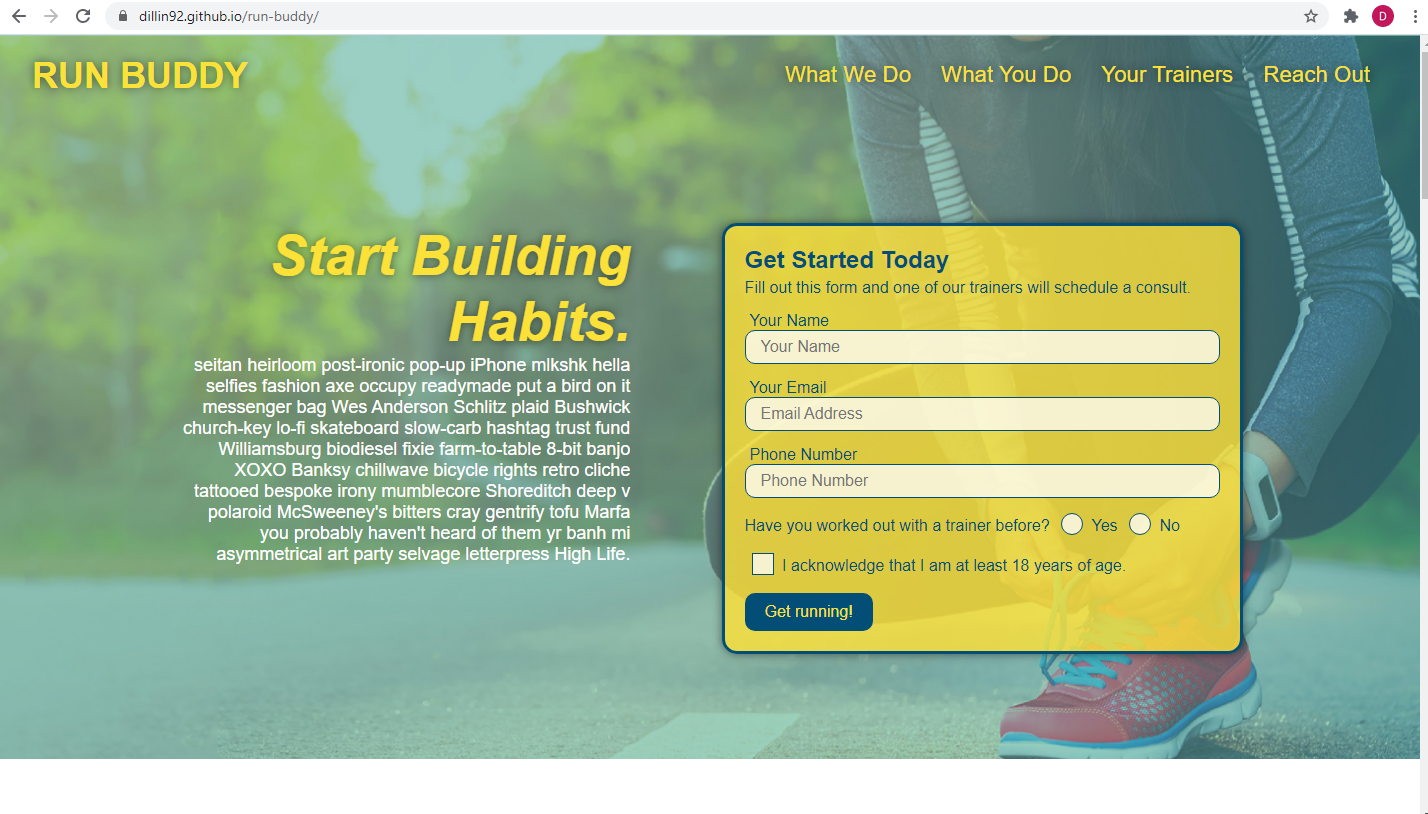 dillin92.github.io/run-buddy/
D
RUN BUDDY
What We Do What You Do Your Trainers Reach Out
Start Building
Habits.
seitan heirloom post-ironic pop-up iPhone mlkshk hella
selfies fashion axe occupy readymade put a bird on it
messenger bag Wes Anderson Schlitz plaid Bushwick
church-key lo-fi skateboard slow-carb hashtag trust fund
Williamsburg biodiesel fixie farm-to-table 8-bit banjo
XOXO Banksy chillwave bicycle rights retro cliche
tattooed bespoke irony mumblecore Shoreditch deep v
polaroid McSweeney's bitters cray gentrify tofu Marfa
you probably haven't heard of them yr banh mi
asymmetrical art party selvage letterpress High Life.
Get Started Today
Fill out this form and one of our trainers will schedule a consult.
Your Name
Your Name
Your Email
Email Address
Phone Number
Phone Number
Have you worked out with a trainer before? Yes No
I acknowledge that I am at least 18 years of age.
Get running!